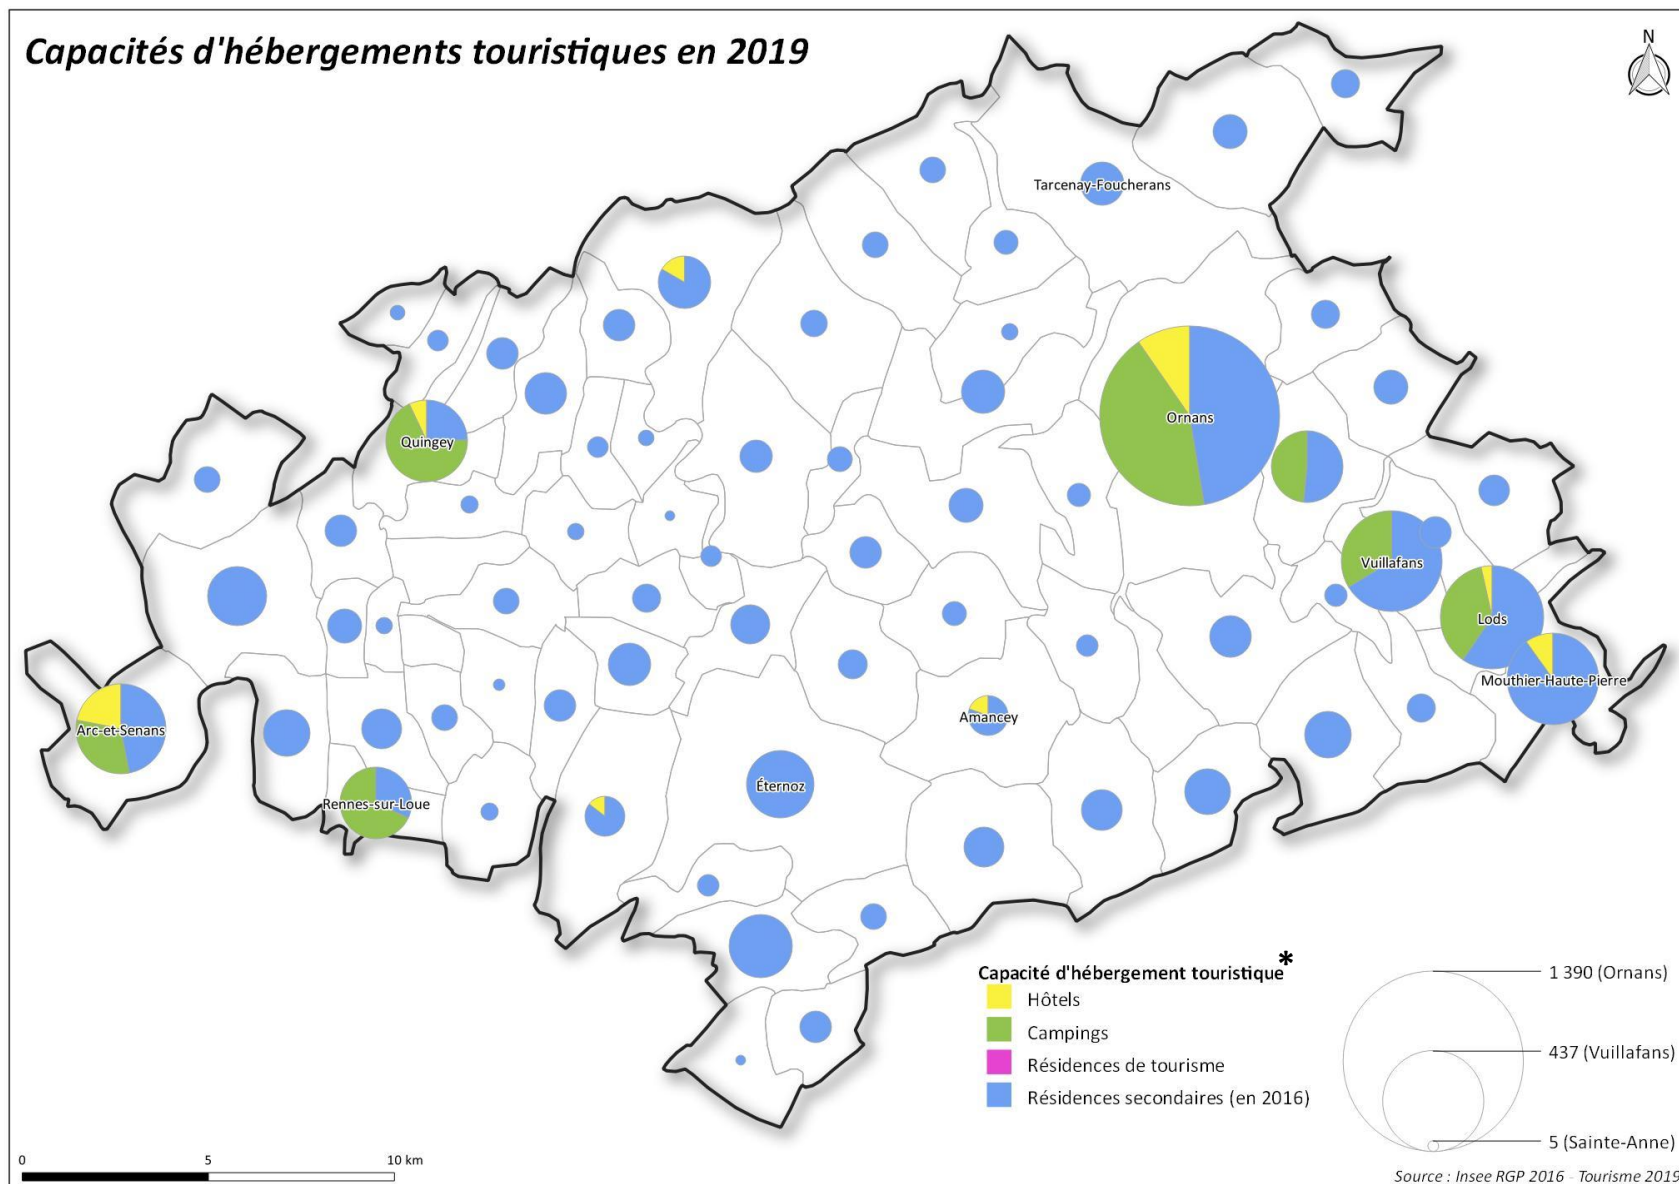 Capacités d'hébergements touristiques en 2019
N
Tarcenay-Foucherans
Ornans
Quingey
Vuillafans
Lods
Mouthier-Haute-Pierre
Arc-et-Senans
Amancey
Éternoz
Rennes-sur-Loue
Capacité d'hébergement touristique*
Hôtels
Campings
Résidences de tourisme
Résidences secondaires (en 2016)
1 390 (Ornans)
437 (Vuillafans)
5 (Sainte-Anne)
0 5 10 km
Source : Insee RGP 2016 - Tourisme 2019